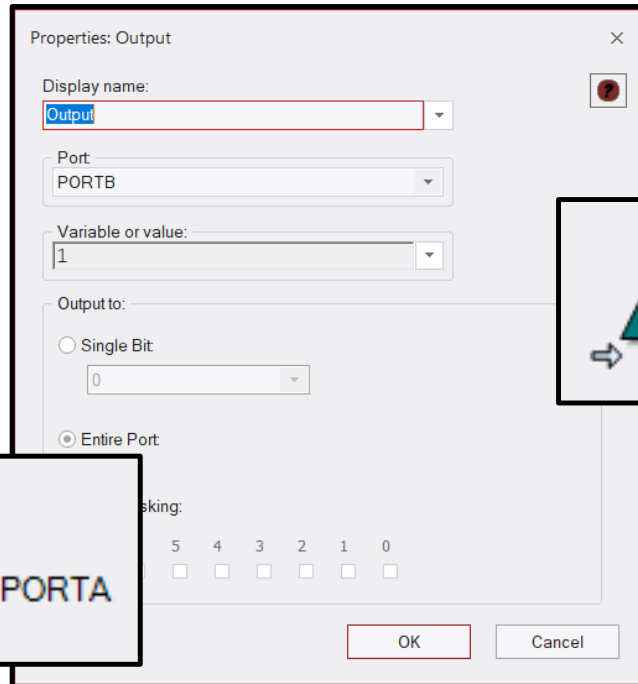 Properties: Output
Display name:
Output
Port:
PORTB
Variable or value:
1
Output to:
Single Bit:
0
Entire Port:
sking:
5 4 3 2 1 0
PORTA
OK Cancel